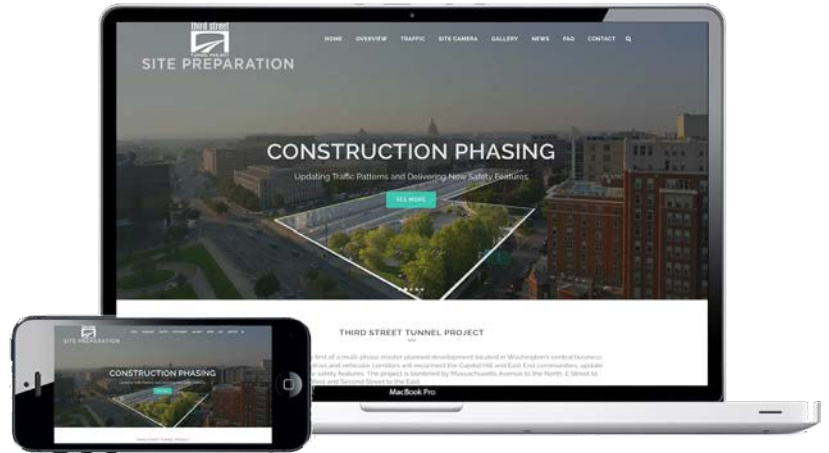 third street
TUNNEL PROJECT
SITE PREPARATION
HOME OVERVIEW TRAFFIC SITE CAMERA GALLERY NEWS FAQ CONTACT
CONSTRUCTION PHASING
Updating Traffic Patterns and Delivering New Safety Features
SEE MORE
THIRD STREET TUNNEL PROJECT
first of a multi-phase master planned development located in Washington's central business
and vehicular corridors will reconnect the Capitol Hill and East End communities, update
safety features. The project is bordered by Massachusetts Avenue to the North, E Street to
and Second Street to the East.
MacBook Pro
SITE PREPARATION
CONSTRUCTION PHASING